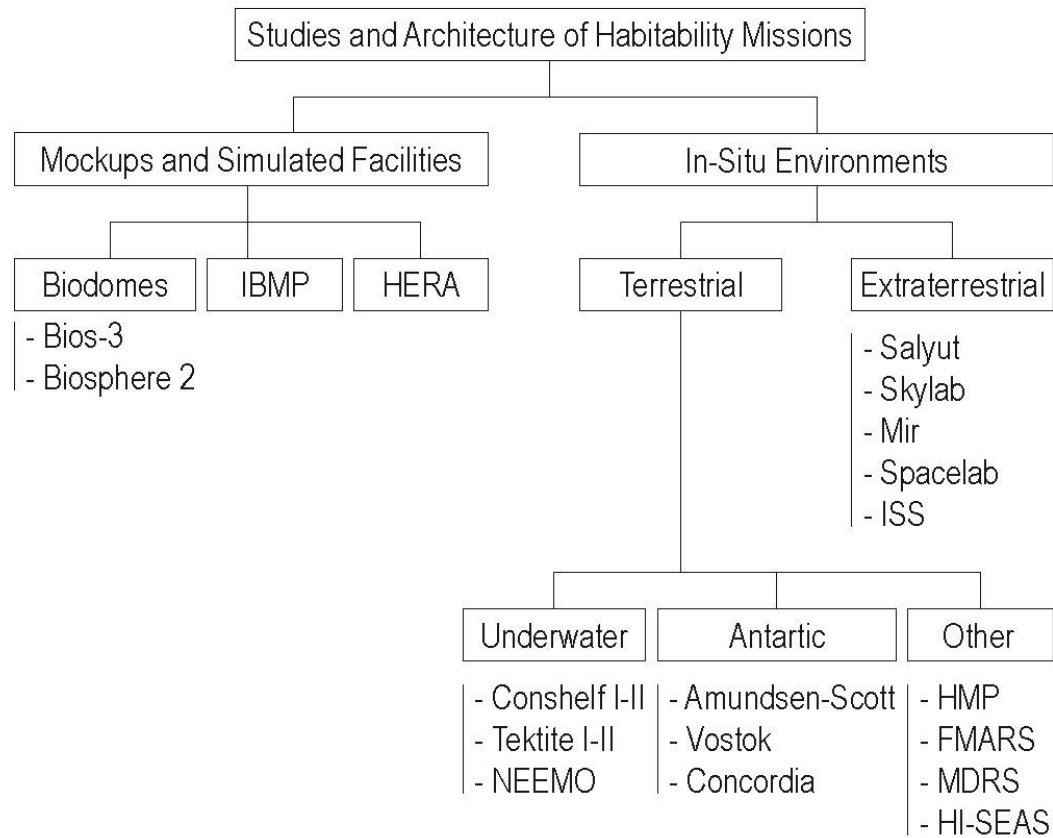 Studies and Architecture of Habitability Missions
Mockups and Simulated Facilities
In-Situ Environments
Biodomes
IBMP
HERA
Terrestrial
Extraterrestrial
- Bios-3
- Biosphere 2
- Salyut
- Skylab
- Mir
- Spacelab
- ISS
Underwater
Antartic
Other
- Conshelf I-II
- Tektite I-II
- NEEMO
- Amundsen-Scott
- Vostok
- Concordia
- HMP
- FMARS
- MDRS
- HI-SEAS